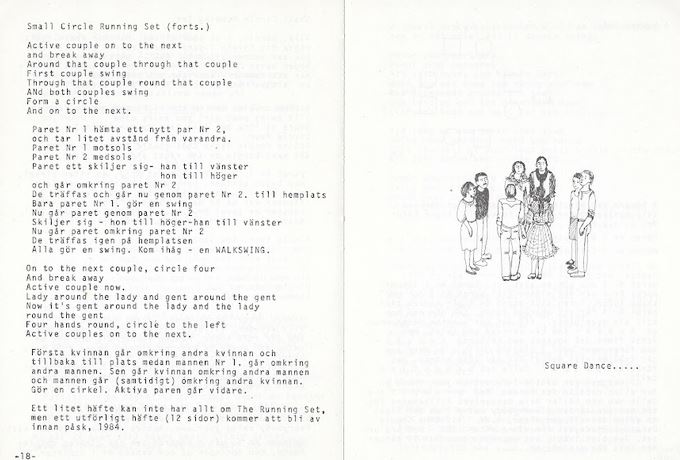 Small Circle Running Set (forts.)
Active couple on to the next
and break away
Around that couple through that couple
First couple swing
Through that couple round that couple
ANd both couples swing
Form a circle
And on to the next.
Paret Nr 1 hämta ett nytt par Nr 2,
och tar litet avstånd från varandra.
Paret Nr 1 motsols
Paret Nr 2 medsols
Paret ett skiljer sig- han till vänster
hon till höger
och går omkring paret Nr 2
De träffas och går nu genom paret Nr 2. till hemplats
Bara paret Nr 1. gör en swing
Nu går paret genom paret Nr 2
Skiljer sig - hon till höger-han till vänster
Nu går paret omkring paret Nr 2
De träffas igen på hemplatsen
Alla gör en swing. Kom ihåg - en WALKSWING.
On to the next couple, circle four
And break away
Active couple now.
Lady around the lady and gent around the gent
Now it's gent around the lady and the lady
round the gent
Four hands round, circle to the left
Active couples on to the next.
Första kvinnan går omkring andra kvinnan och
tillbaka till plats medan mannen Nr 1. går omkring
andra mannen. Sen går kvinnan omkring andra mannen
och mannen går (samtidigt) omkring andra kvinnan.
Gör en cirkel. Aktiva paren går vidare.
Ett litet häfte kan inte har allt om The Running Set,
men ett utförligt häfte (12 sidor) kommer att bli av
innan påsk, 1984.
-18-
Square Dance.....